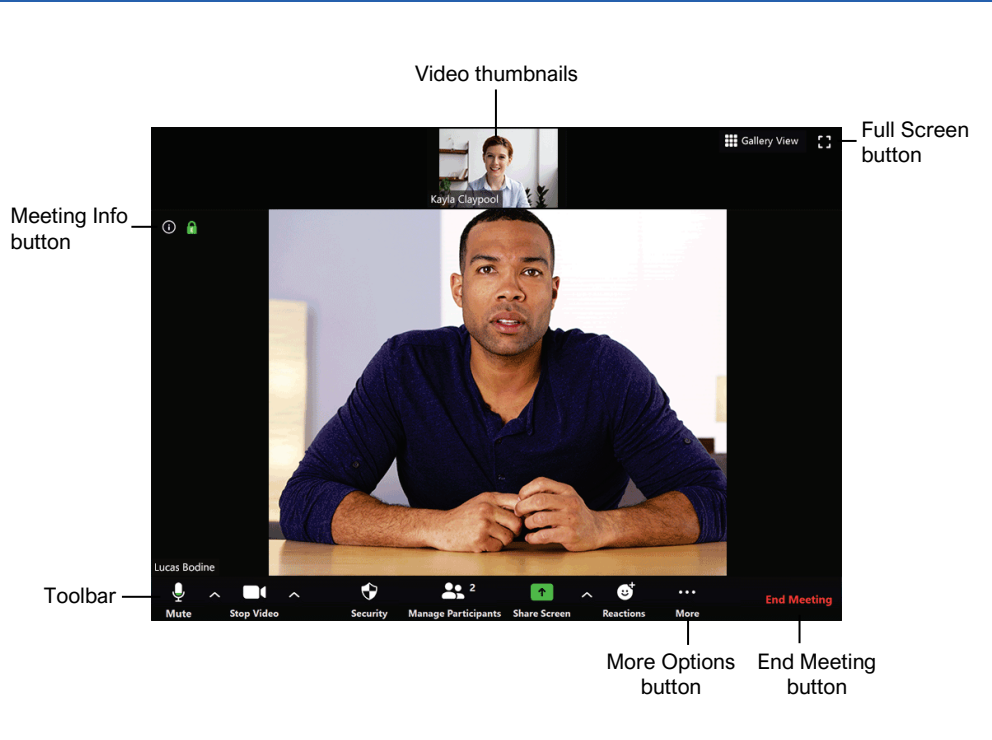 Video thumbnails
Full Screen
button
Gallery View
Kayla Claypool
Meeting Info
button
Lucas Bodine
Toolbar
2
Mute
Stop Video
Security
Manage Participants
Share Screen
Reactions
More
End Meeting
More Options
button
End Meeting
button